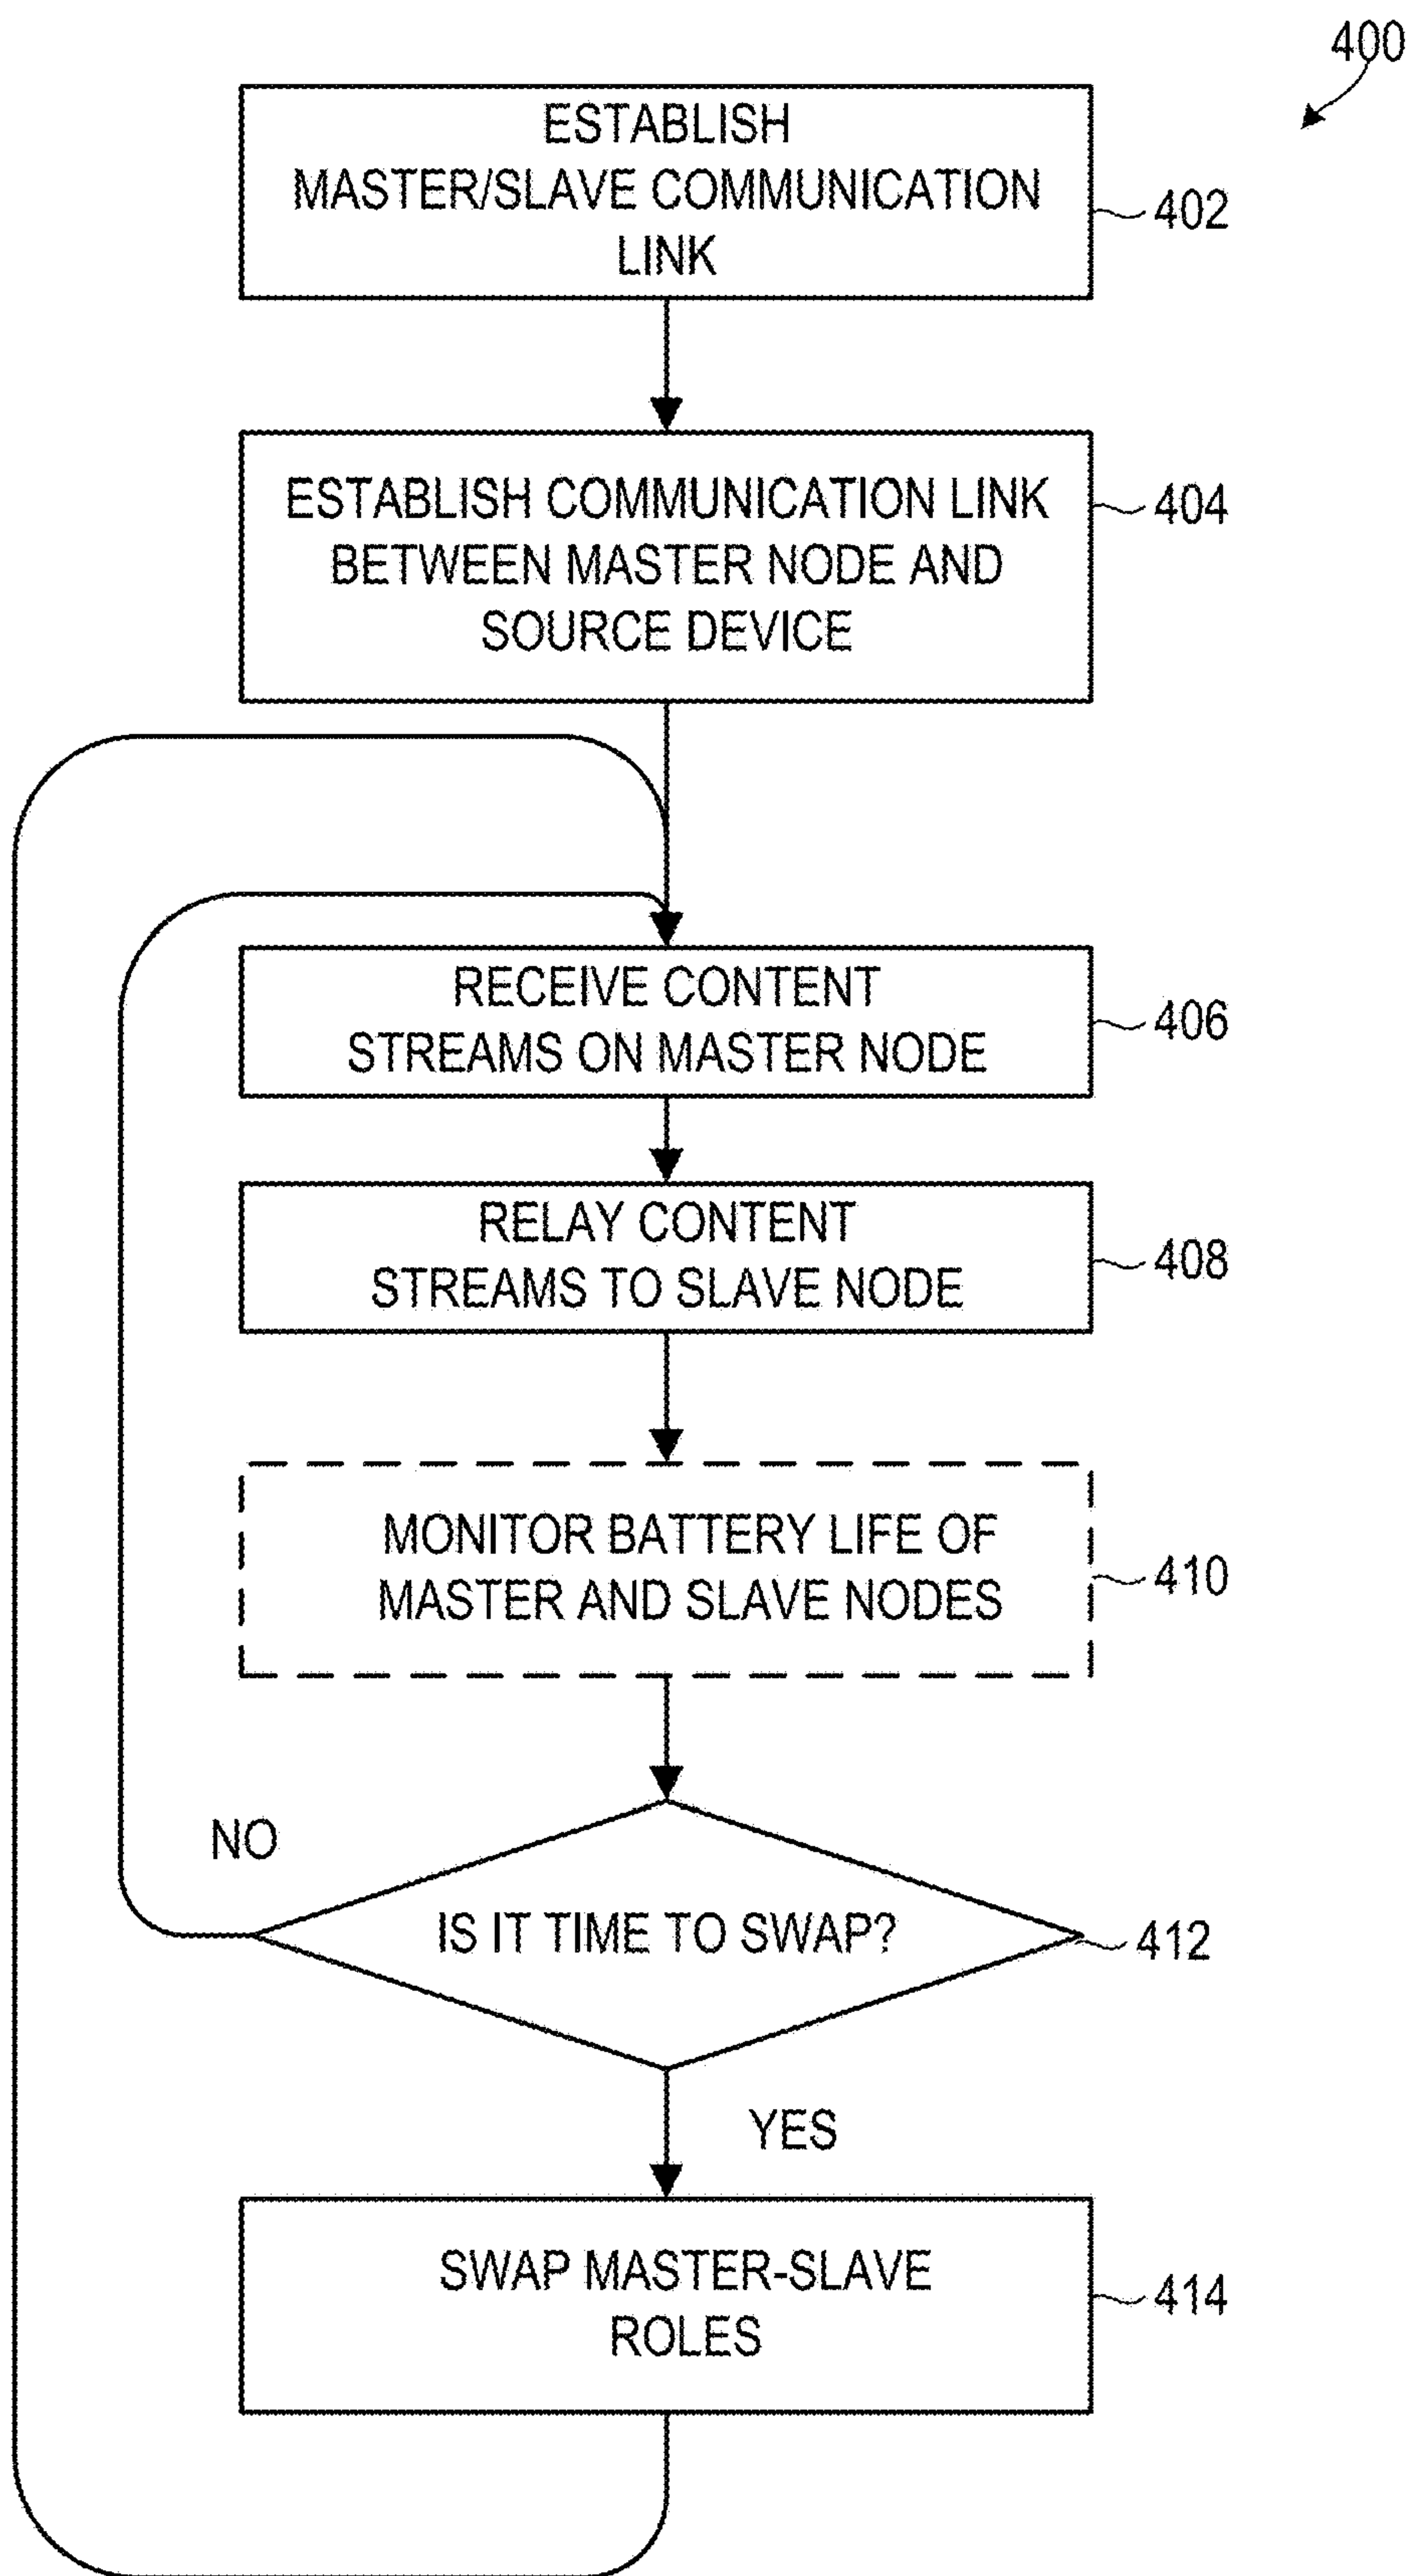 400
ESTABLISH
MASTER/SLAVE COMMUNICATION
LINK
402
ESTABLISH COMMUNICATION LINK
BETWEEN MASTER NODE AND
SOURCE DEVICE
404
RECEIVE CONTENT
STREAMS ON MASTER NODE
406
RELAY CONTENT
STREAMS TO SLAVE NODE
408
MONITOR BATTERY LIFE OF
MASTER AND SLAVE NODES
410
NO
IS IT TIME TO SWAP?
412
YES
SWAP MASTER-SLAVE
ROLES
414